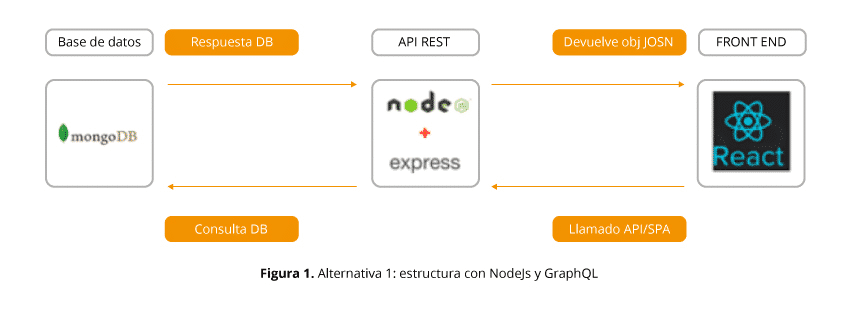 Base de datos
Respuesta DB
API REST
Devuelve obj JOSN
FRONT END
mongoDB
node
JS
+
express
React
Consulta DB
Llamado API/SPA
Figura 1. Alternativa 1: estructura con NodeJs y GraphQL